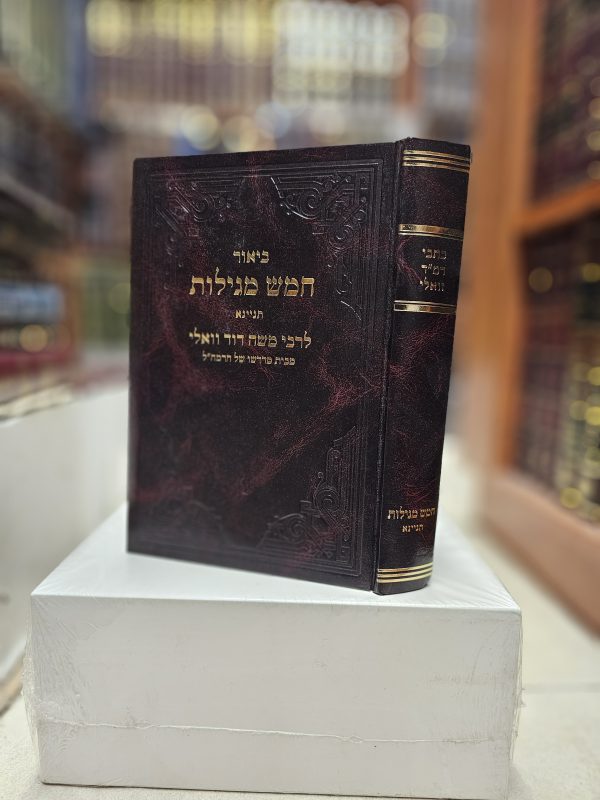 ביאור
חמש מגילות
תניינא
לרבי משה דוד וואלי
מבית מדרשו של הרמח״ל
כתבי
רמ״ד
וואלי
חמש מגילות
תניינא